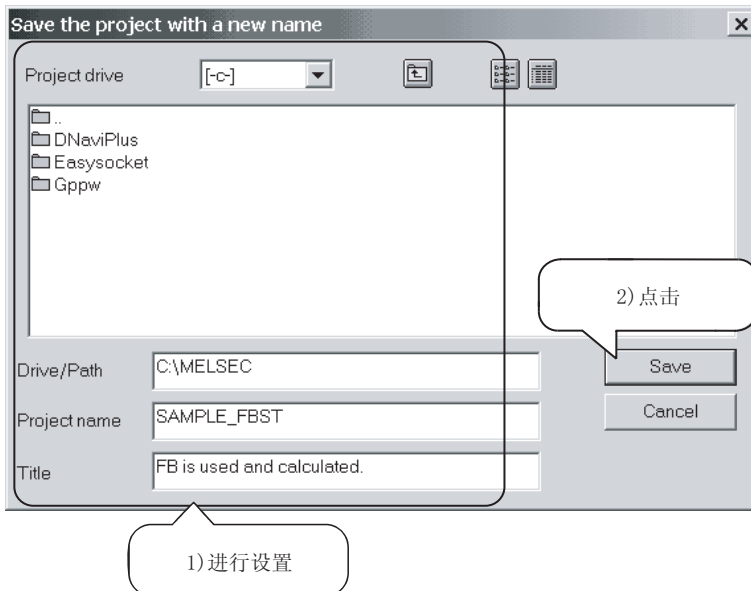 Save the project with a new name
Project drive [-c-]
..
DNaviPlus
Easysocket
Gppw
2)点击
Drive/Path C:\MELSEC
Save
Project name SAMPLE_FBST
Cancel
Title FB is used and calculated.
1)进行设置